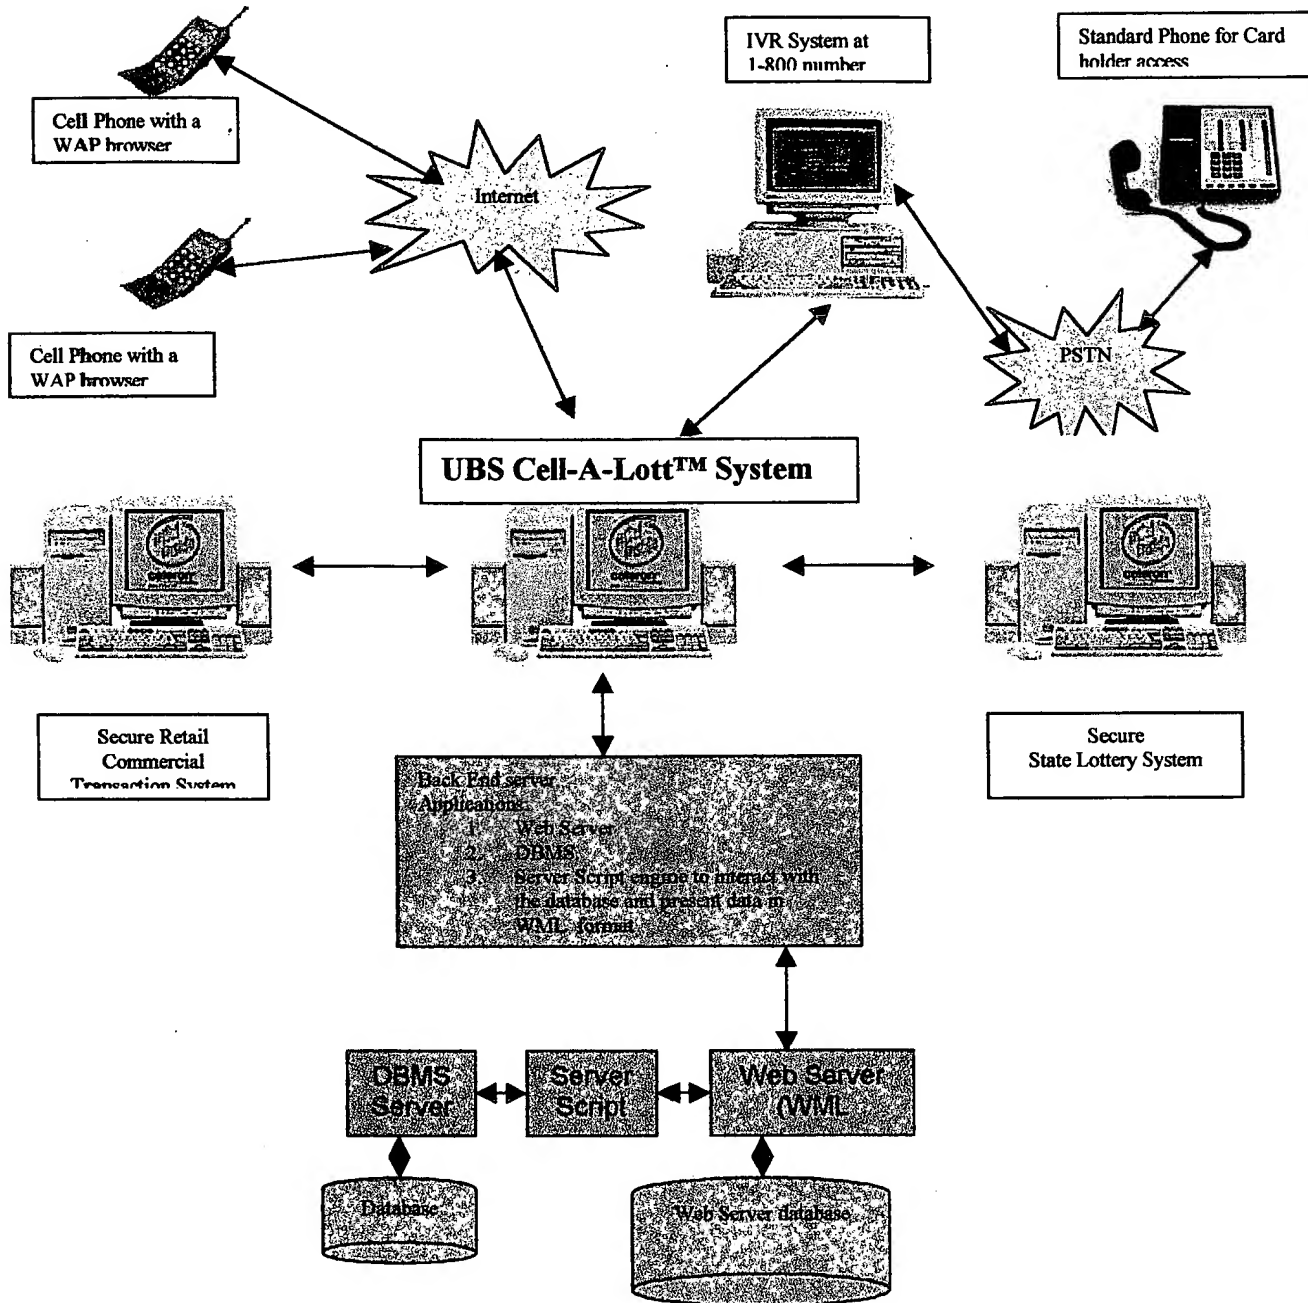 IVR System at
1-800 number
Standard Phone for Card
holder access
Cell Phone with a
WAP browser
Internet
Cell Phone with a
WAP browser
PSTN
UBS Cell-A-Lott™ System
Secure Retail
Commercial
Transaction System
Secure
State Lottery System
Back End server
Applications
1. Web Server
2. DBMS
3. Server Script engine to interact with
the database and present data in
WML format
DBMS
Server
Server
Script
Web Server
(WML
Database
Web Server database